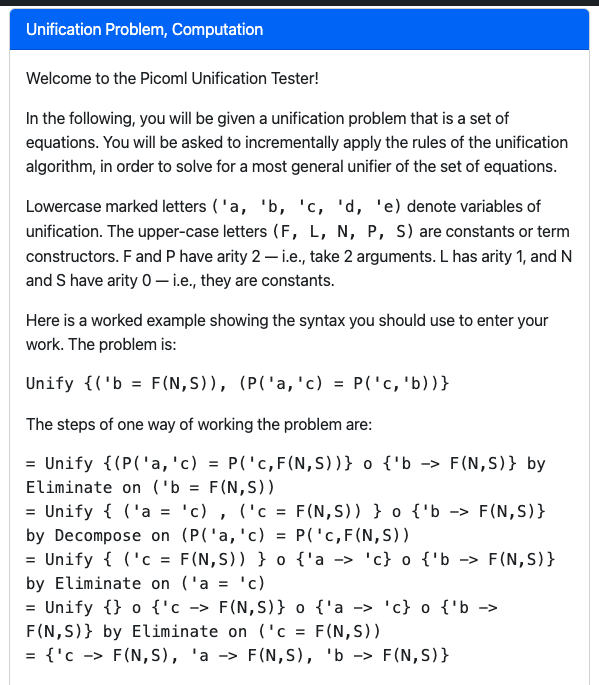 Unification Problem, Computation
Welcome to the Picoml Unification Tester!
In the following, you will be given a unification problem that is a set of
equations. You will be asked to incrementally apply the rules of the unification
algorithm, in order to solve for a most general unifier of the set of equations.
Lowercase marked letters ('a, 'b, 'c, 'd, 'e) denote variables of
unification. The upper-case letters (F, L, N, P, S) are constants or term
constructors. F and P have arity 2 — i.e., take 2 arguments. L has arity 1, and N
and S have arity 0 — i.e., they are constants.
Here is a worked example showing the syntax you should use to enter your
work. The problem is:
Unify {('b = F(N,S)), (P('a,'c) = P('c,'b))}
The steps of one way of working the problem are:
= Unify {(P('a,'c) = P('c,F(N,S))} o {'b -> F(N,S)} by
Eliminate on ('b = F(N,S))
= Unify { ('a = 'c) , ('c = F(N,S)) } o {'b -> F(N,S)}
by Decompose on (P('a,'c) = P('c,F(N,S))
= Unify { ('c = F(N,S)) } o {'a -> 'c} o {'b -> F(N,S)}
by Eliminate on ('a = 'c)
= Unify {} o {'c -> F(N,S)} o {'a -> 'c} o {'b ->
F(N,S)} by Eliminate on ('c = F(N,S))
= {'c -> F(N,S), 'a -> F(N,S), 'b -> F(N,S)}